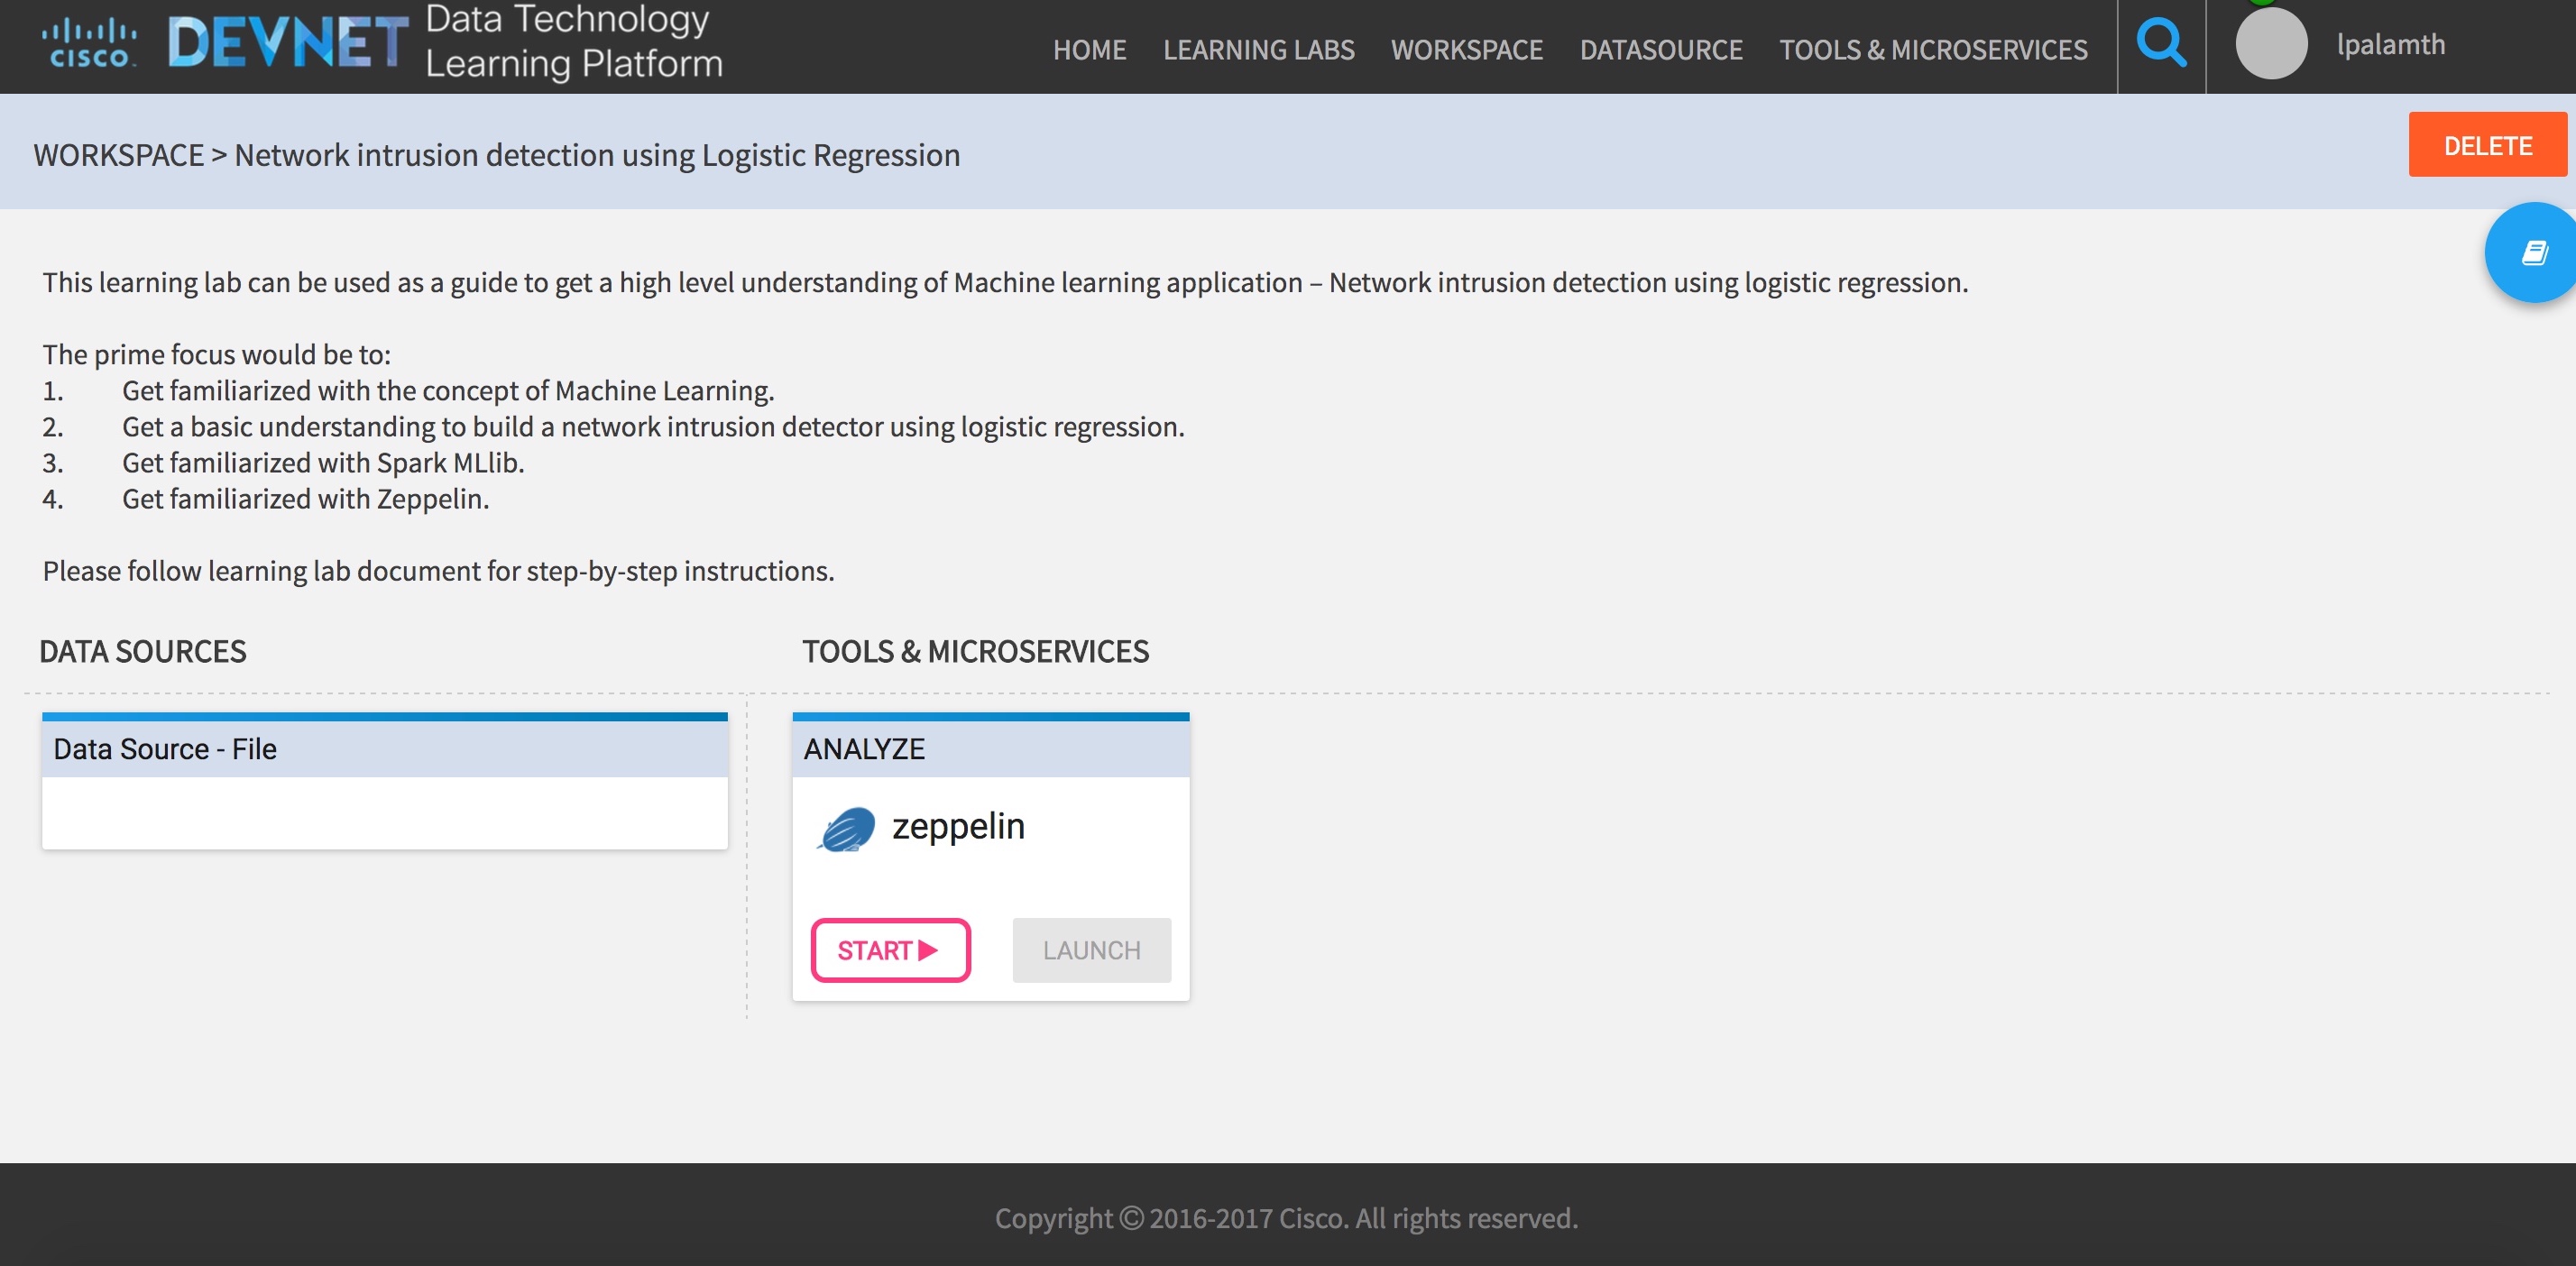 CISCO DEVNET Data Technology
Learning Platform
HOME LEARNING LABS WORKSPACE DATASOURCE TOOLS & MICROSERVICES lpalamth
WORKSPACE > Network intrusion detection using Logistic Regression
DELETE
This learning lab can be used as a guide to get a high level understanding of Machine learning application – Network intrusion detection using logistic regression.
The prime focus would be to:
1. Get familiarized with the concept of Machine Learning.
2. Get a basic understanding to build a network intrusion detector using logistic regression.
3. Get familiarized with Spark MLlib.
4. Get familiarized with Zeppelin.
Please follow learning lab document for step-by-step instructions.
DATA SOURCES
TOOLS & MICROSERVICES
Data Source - File
ANALYZE
zeppelin
START
LAUNCH
Copyright © 2016-2017 Cisco. All rights reserved.